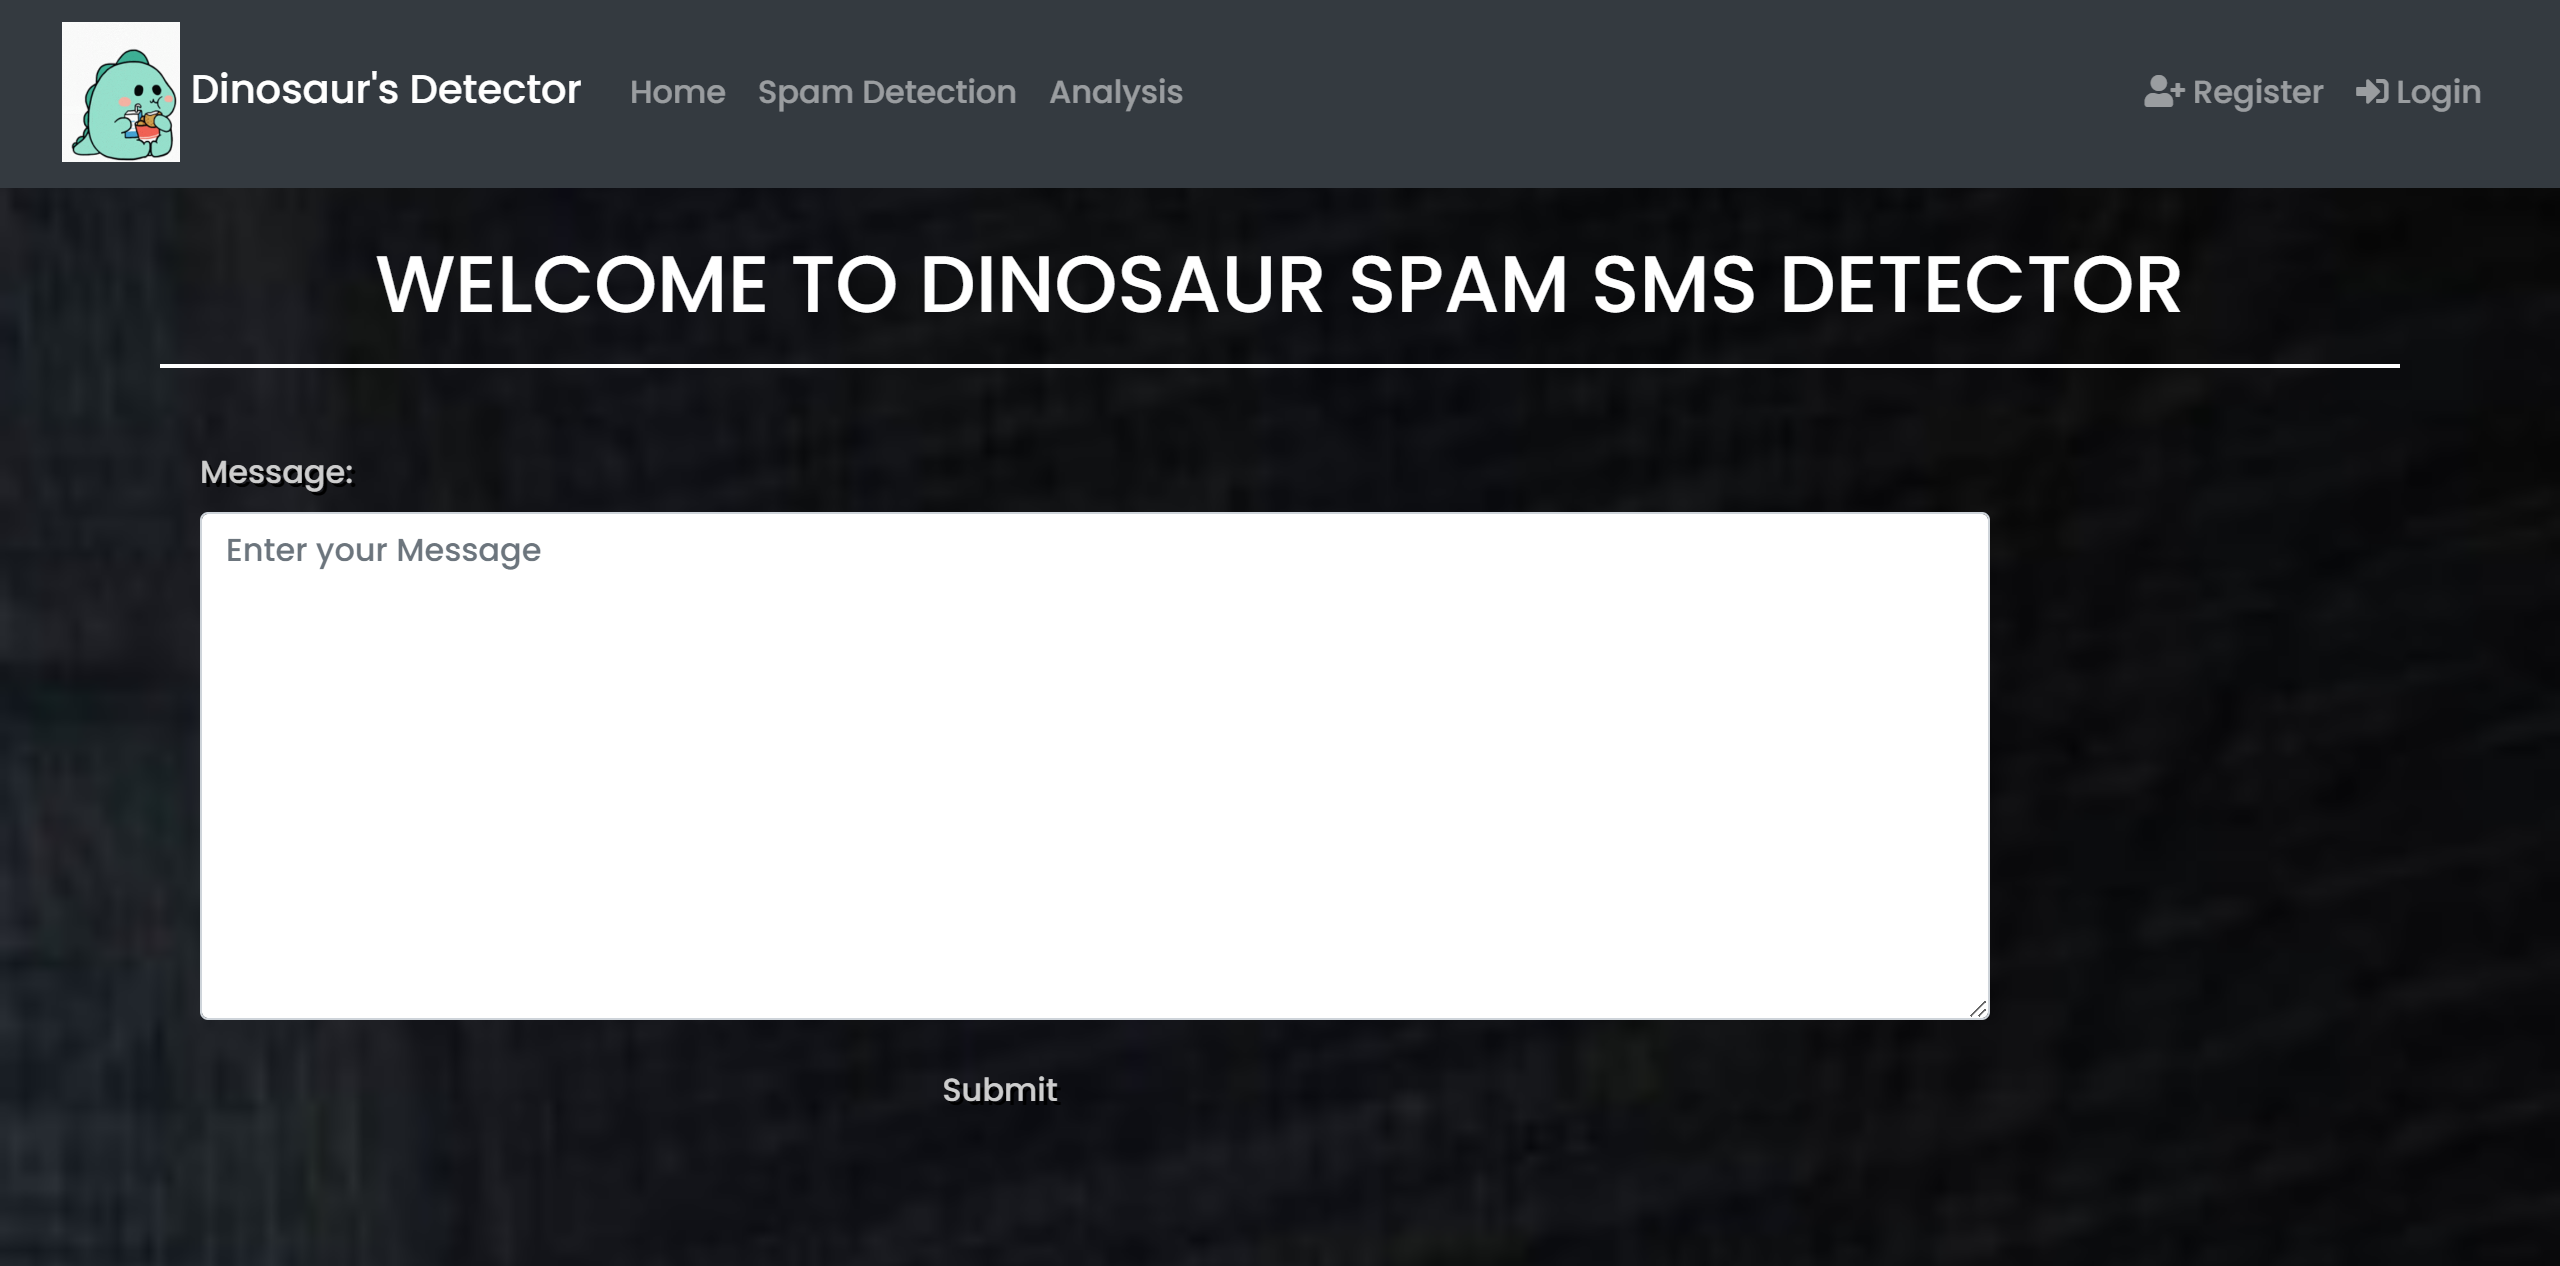 Dinosaur's Detector Home Spam Detection Analysis Register Login
WELCOME TO DINOSAUR SPAM SMS DETECTOR
Message:
Enter your Message
Submit